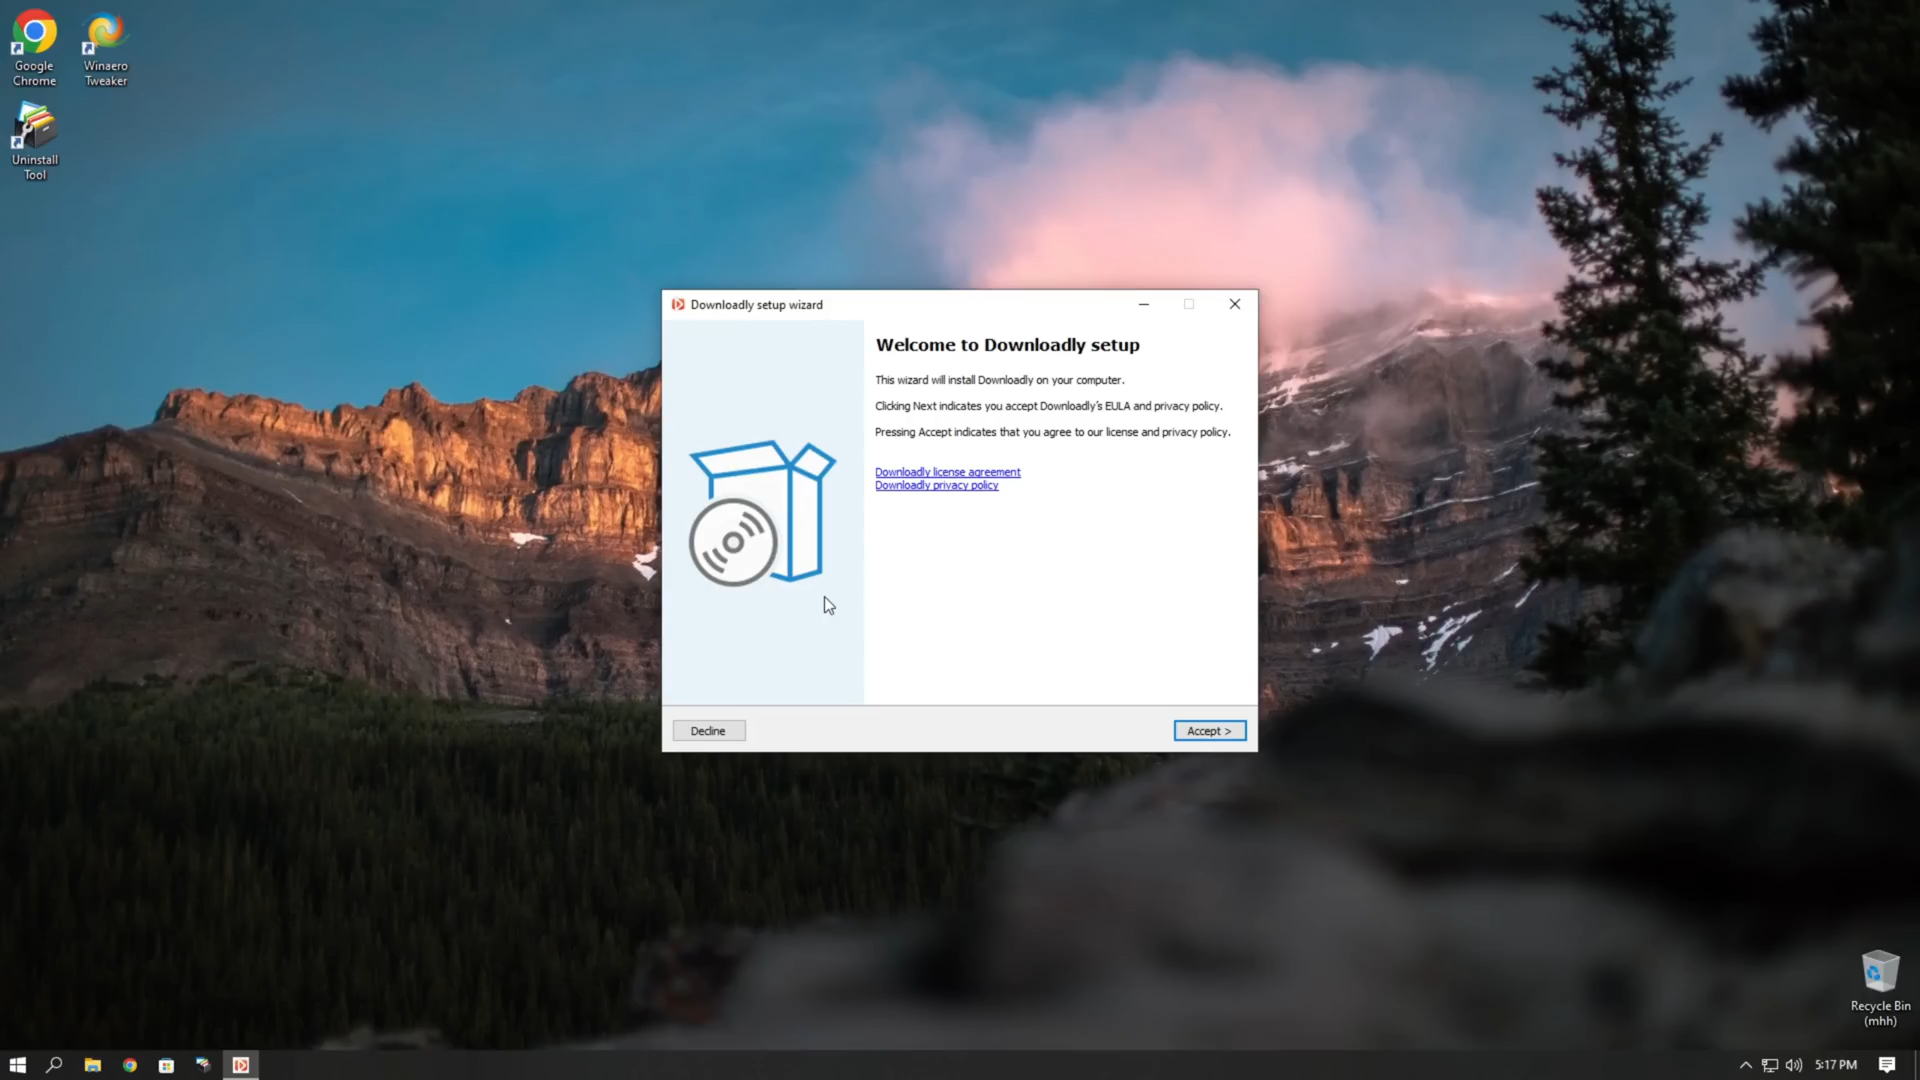 Google
Chrome
Winaero
Tweaker
Uninstall
Tool
Downloadly setup wizard
Welcome to Downloadly setup
This wizard will install Downloadly on your computer.
Clicking Next indicates you accept Downloadly's EULA and privacy policy.
Pressing Accept indicates that you agree to our license and privacy policy.
Downloadly license agreement
Downloadly privacy policy
Decline
Accept >
Recycle Bin
(mhh)
5:17 PM